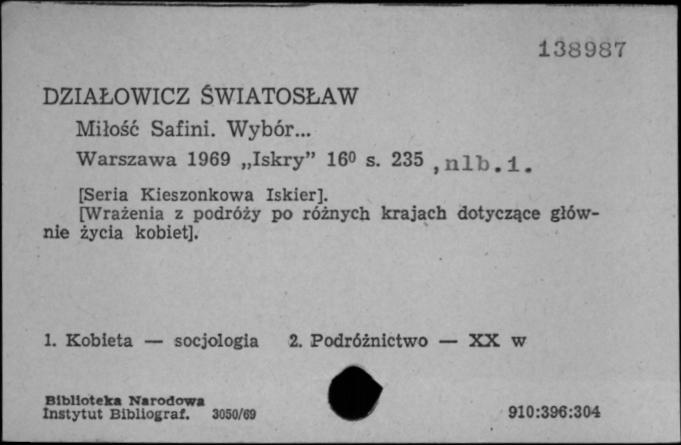 138987
DZIAŁOWICZ ŚWIATOSŁAW
Miłość Safini. Wybór...
Warszawa 1969 „Iskry” 16⁰ s. 235 , nlb. 1.
[Seria Kieszonkowa Iskier].
[Wrażenia z podróży po różnych krajach dotyczące głów-
nie życia kobiet].
1. Kobieta — socjologia 2. Podróżnictwo — XX w
Biblioteka Narodowa
Instytut Bibliograf. 3050/69 910:396:304